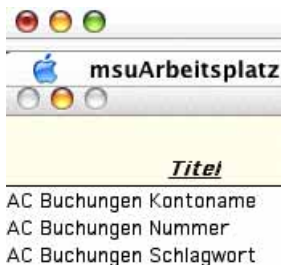 msuArbeitsplatz
Titel
AC Buchungen Kontoname
AC Buchungen Nummer
AC Buchungen Schlagwort